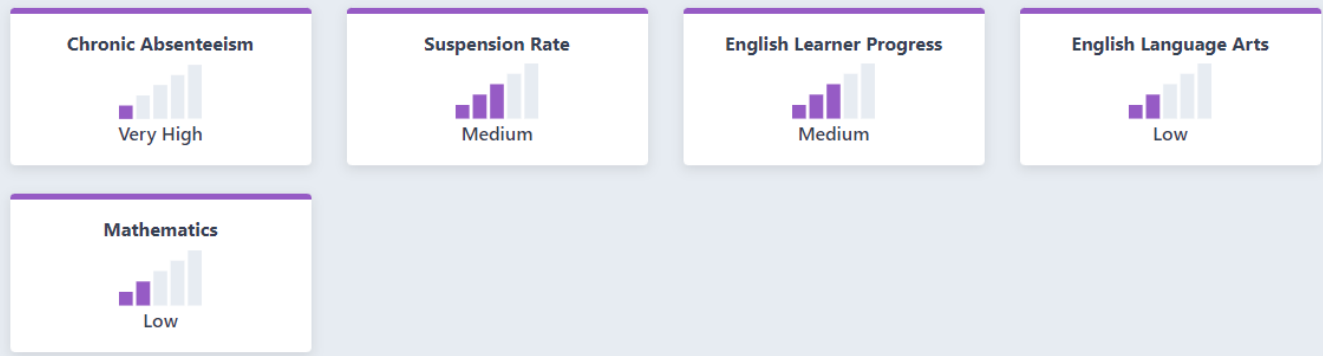 Chronic Absenteeism
Very High
Suspension Rate
Medium
English Learner Progress
Medium
English Language Arts
Low
Mathematics
Low